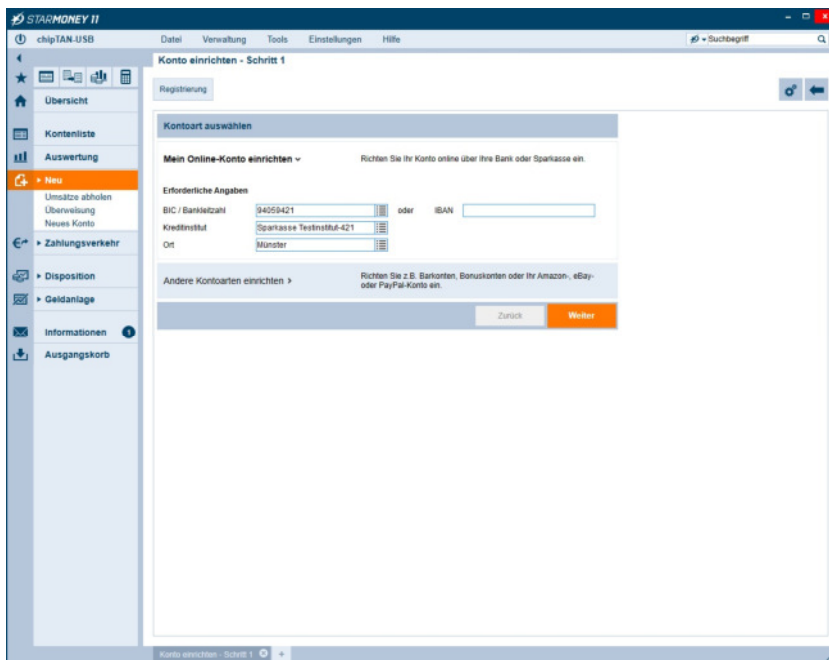 STARMONEY 11
chipTAN-USB
Datei Verwaltung Tools Einstellungen Hilfe
Suchbegriff
Konto einrichten - Schritt 1
Registrierung
Übersicht
Kontenliste
Auswertung
Neu
Umsätze abholen
Überweisung
Neues Konto
Zahlungsverkehr
Disposition
Geldanlage
Informationen 1
Ausgangskorb
Kontoart auswählen
Mein Online-Konto einrichten
Richten Sie Ihr Konto online über Ihre Bank oder Sparkasse ein.
Erforderliche Angaben
BIC / Bankleitzahl 94059421 oder IBAN
Kreditinstitut Sparkasse Testinstitut-421
Ort Münster
Andere Kontoarten einrichten
Richten Sie z.B. Barkonten, Bonuskonten oder Ihr Amazon-, eBay-
oder PayPal-Konto ein.
Zurück Weiter
Konto einrichten - Schritt 1